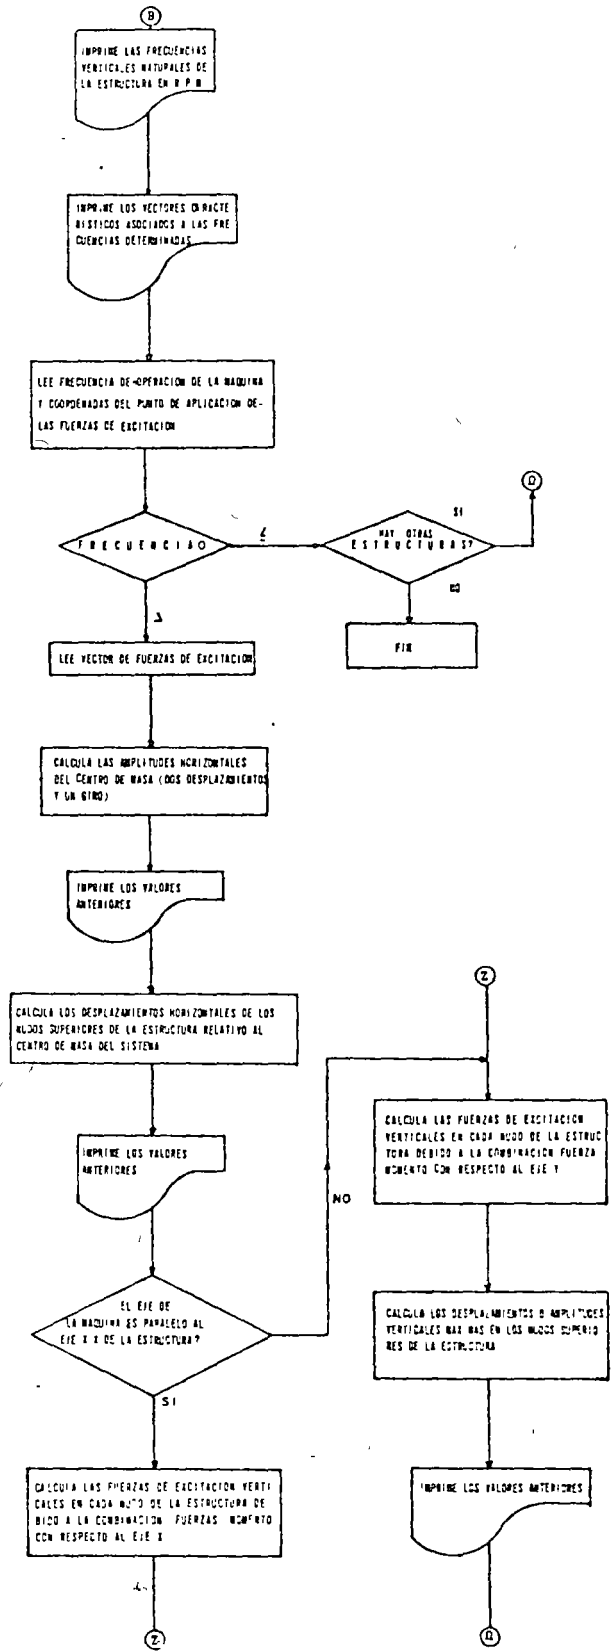 B
IMPRIME LAS FRECUENCIAS
VERTICALES NATURALES DE
LA ESTRUCTURA EN R P M
IMPRIME LOS VECTORES CARACTE
RISTICOS ASOCIADOS A LAS FRE
CUENCIAS DETERMINADAS
LEE FRECUENCIA DE OPERACION DE LA MAQUINA
Y COORDENADAS DEL PUNTO DE APLICACION DE-
LAS FUERZAS DE EXCITACION
FRECUENCIA O
HAY OTRAS
ESTRUCTURAS?
SI
Ω
NO
FIN
LEE VECTOR DE FUERZAS DE EXCITACION
CALCULA LAS AMPLITUDES HORIZONTALES
DEL CENTRO DE MASA (DOS DESPLAZAMIENTOS
Y UN GIRO)
IMPRIME LOS VALORES
ANTERIORES
CALCULA LOS DESPLAZAMIENTOS HORIZONTALES DE LOS
NUDOS SUPERIORES DE LA ESTRUCTURA RELATIVO AL
CENTRO DE MASA DEL SISTEMA
IMPRIME LOS VALORES
ANTERIORES
EL EJE DE
LA MAQUINA ES PARALELO AL
EJE X X DE LA ESTRUCTURA?
NO
SI
CALCULA LAS FUERZAS DE EXCITACION VERTI
CALES EN CADA NUDO DE LA ESTRUCTURA DE
BIDO A LA COMBINACION FUERZAS MOMENTO
CON RESPECTO AL EJE X
Z
Z
CALCULA LAS FUERZAS DE EXCITACION
VERTICALES EN CADA NUDO DE LA ESTRUC
TURA DEBIDO A LA COMBINACION FUERZA
MOMENTO CON RESPECTO AL EJE Y
CALCULA LOS DESPLALAMIENTOS O AMPLITUDES
VERTICALES MAX MAS EN LOS NUDOS SUPERIO
RES DE LA ESTRUCTURA
IMPRIME LOS VALORES ANTERIORES
Ω